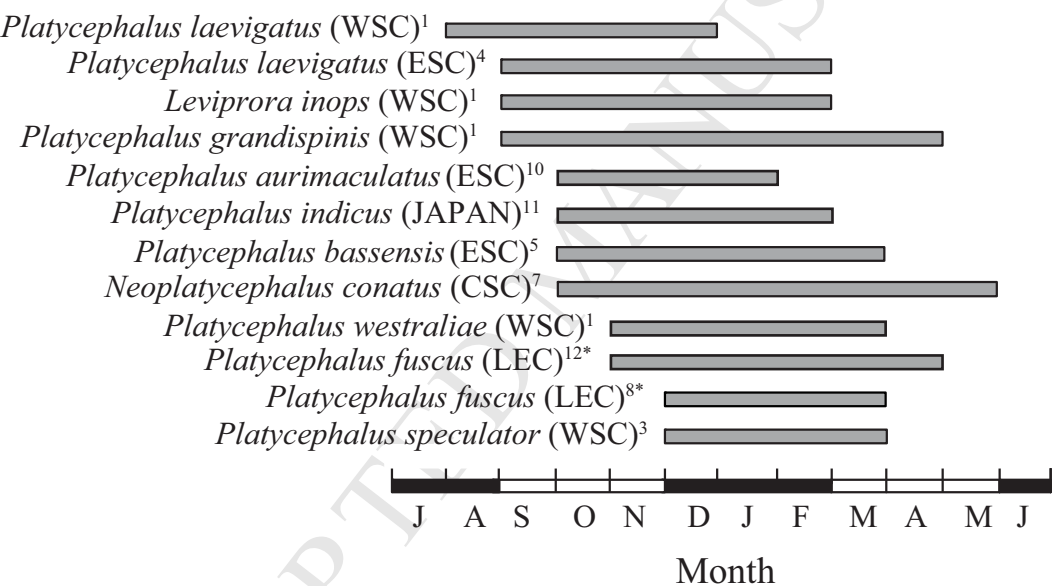 Platycephalus laevigatus (WSC)¹
Platycephalus laevigatus (ESC)⁴
Leviprora inops (WSC)¹
Platycephalus grandispinis (WSC)¹
Platycephalus aurimaculatus (ESC)¹⁰
Platycephalus indicus (JAPAN)¹¹
Platycephalus bassensis (ESC)⁵
Neoplatycephalus conatus (CSC)⁷
Platycephalus westraliae (WSC)¹
Platycephalus fuscus (LEC)¹²*
Platycephalus fuscus (LEC)⁸*
Platycephalus speculator (WSC)³
J A S O N D J F M A M J
Month
PTED MANUS